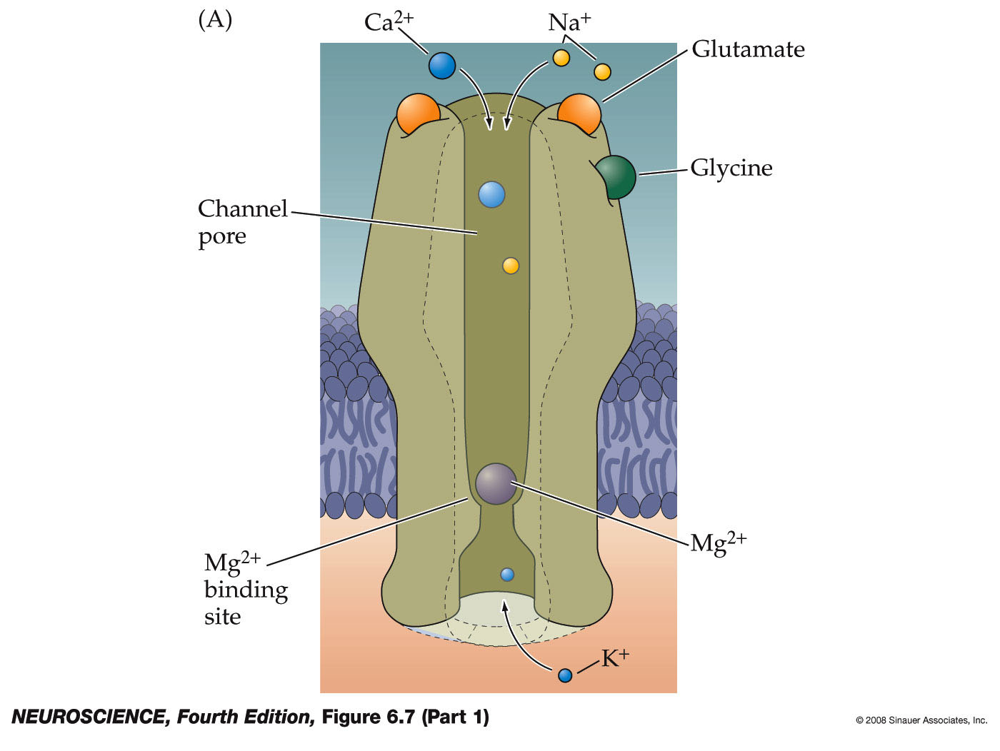 (A)
Ca2+
Na+
Glutamate
Glycine
Channel
pore
Mg2+
binding
site
Mg2+
K+
NEUROSCIENCE, Fourth Edition, Figure 6.7 (Part 1)
© 2008 Sinauer Associates, Inc.